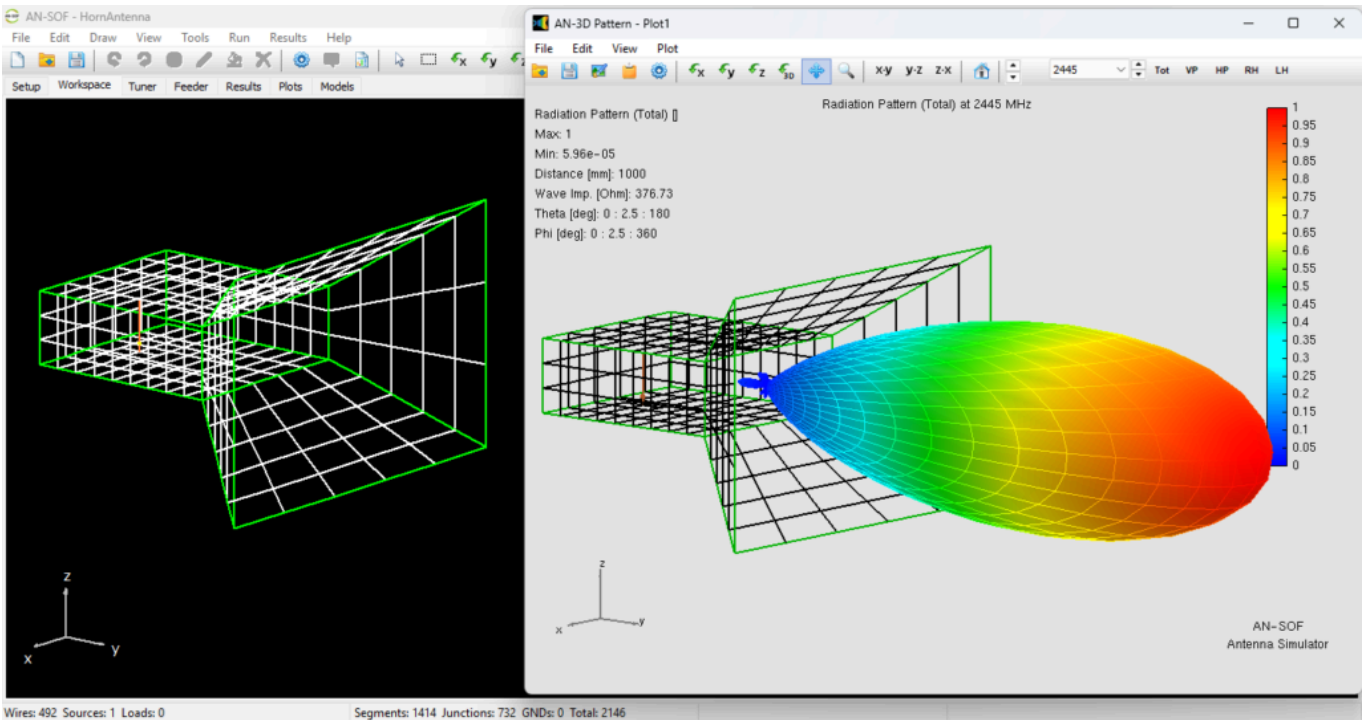 AN-SOF - HornAntenna
File Edit Draw View Tools Run Results Help
Setup Workspace Tuner Feeder Results Plots Models
x
y
z
x
y
Wires: 492 Sources: 1 Loads: 0
Segments: 1414 Junctions: 732 GNDs: 0 Total: 2146
AN-3D Pattern - Plot1
File Edit View Plot
x y z 3D X-Y Y-Z Z-X 2445 Tot VP HP RH LH
Radiation Pattern (Total) at 2445 MHz
Radiation Pattern (Total) []
Max: 1
Min: 5.96e-05
Distance [mm]: 1000
Wave Imp. [Ohm]: 376.73
Theta [deg]: 0 : 2.5 : 180
Phi [deg]: 0 : 2.5 : 360
1
0.95
0.9
0.85
0.8
0.75
0.7
0.65
0.6
0.55
0.5
0.45
0.4
0.35
0.3
0.25
0.2
0.15
0.1
0.05
0
z
x
y
AN-SOF
Antenna Simulator